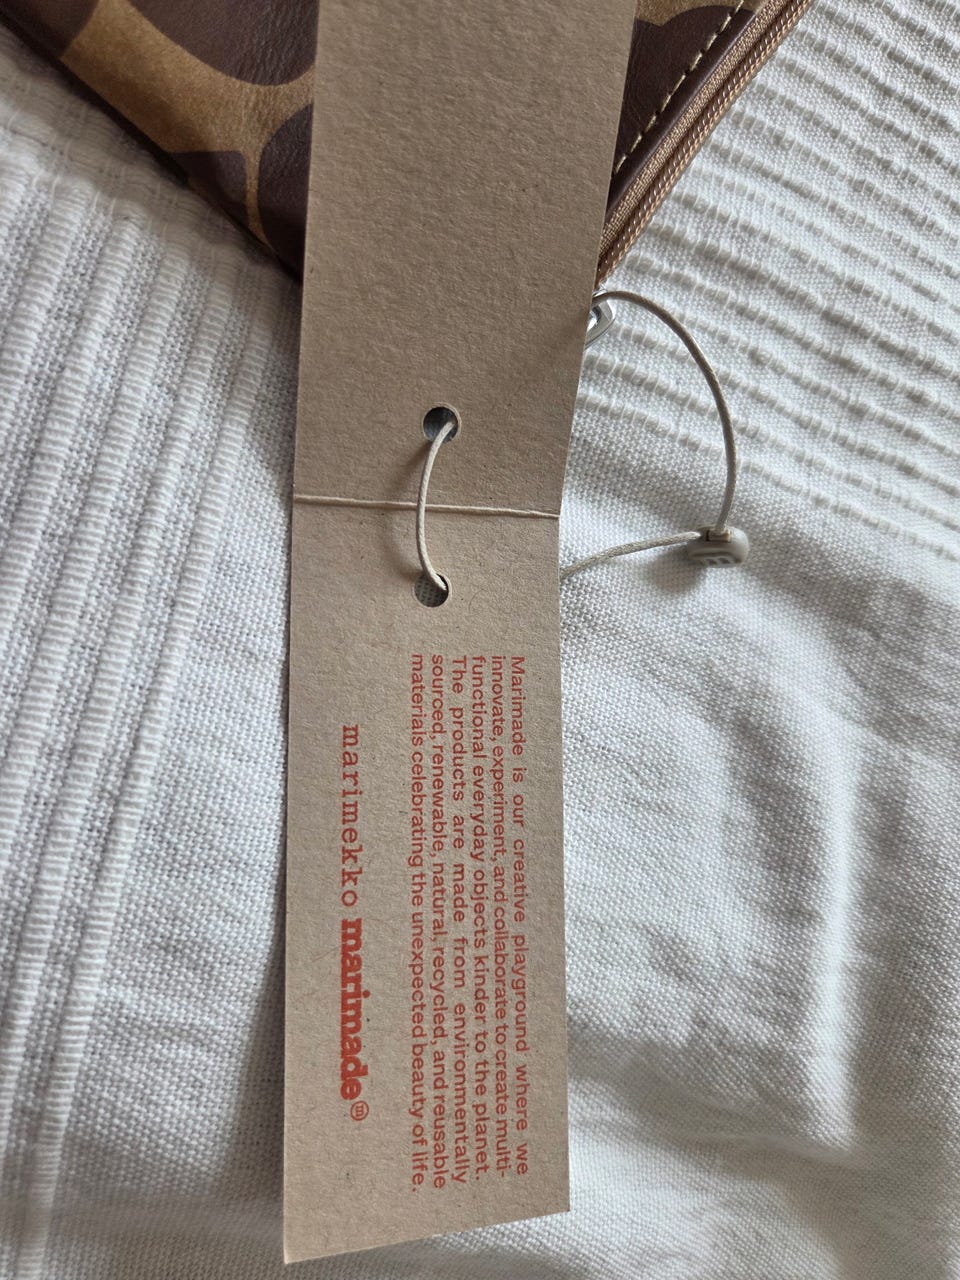 Marimade is our creative playground where we
innovate, experiment, and collaborate to create multi-
functional everyday objects kinder to the planet.
The products are made from environmentally
sourced, renewable, natural, recycled, and reusable
materials celebrating the unexpected beauty of life.
marimekko marimade ⓜ